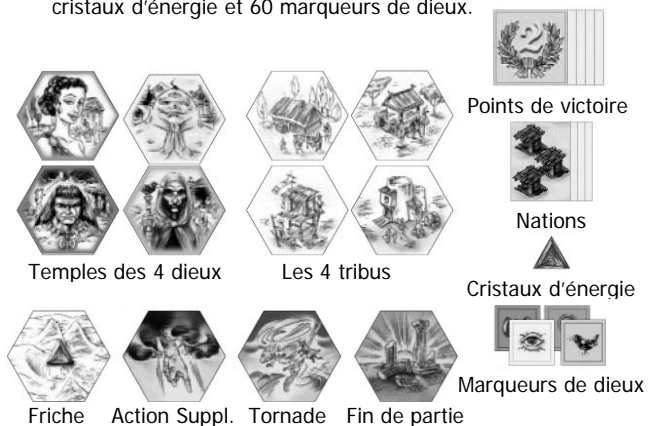 cristaux d'énergie et 60 marqueurs de dieux.
2
Points de victoire
Nations
Temples des 4 dieux
Les 4 tribus
Cristaux d'énergie
Marqueurs de dieux
Friche
Action Suppl.
Tornade
Fin de partie